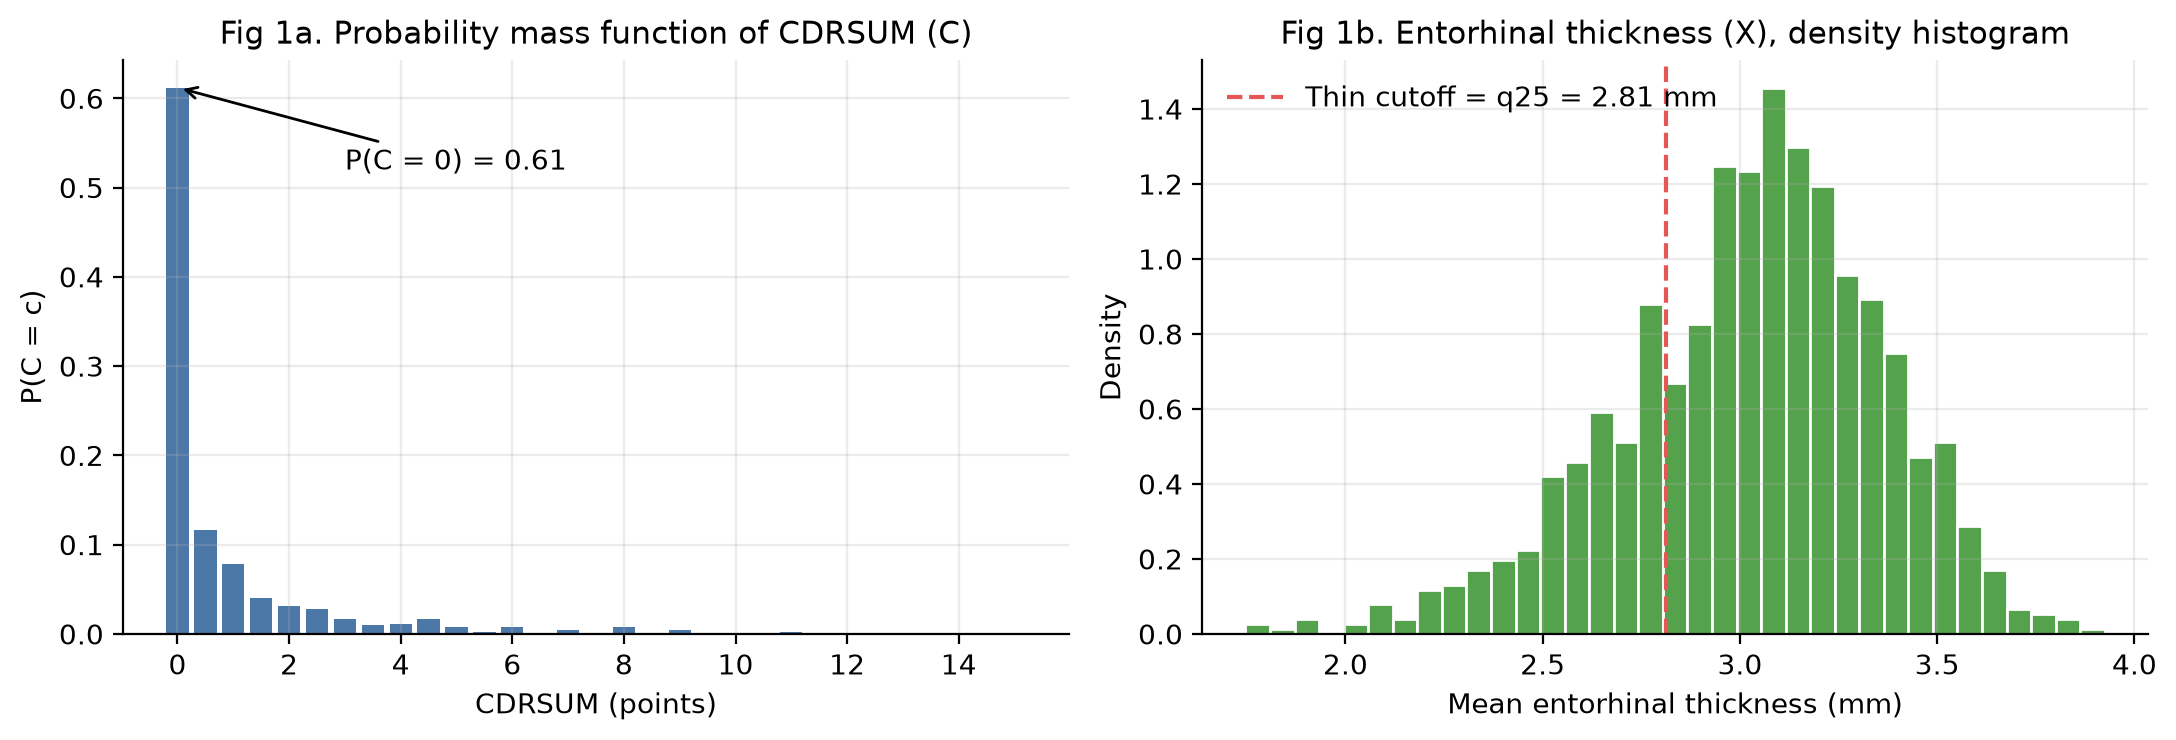 Fig 1a. Probability mass function of CDRSUM (C)
P(C = c)
0.6
0.5
0.4
0.3
0.2
0.1
0.0
P(C = 0) = 0.61
0 2 4 6 8 10 12 14
CDRSUM (points)
Fig 1b. Entorhinal thickness (X), density histogram
Density
1.4
1.2
1.0
0.8
0.6
0.4
0.2
0.0
Thin cutoff = q25 = 2.81 mm
2.0 2.5 3.0 3.5 4.0
Mean entorhinal thickness (mm)